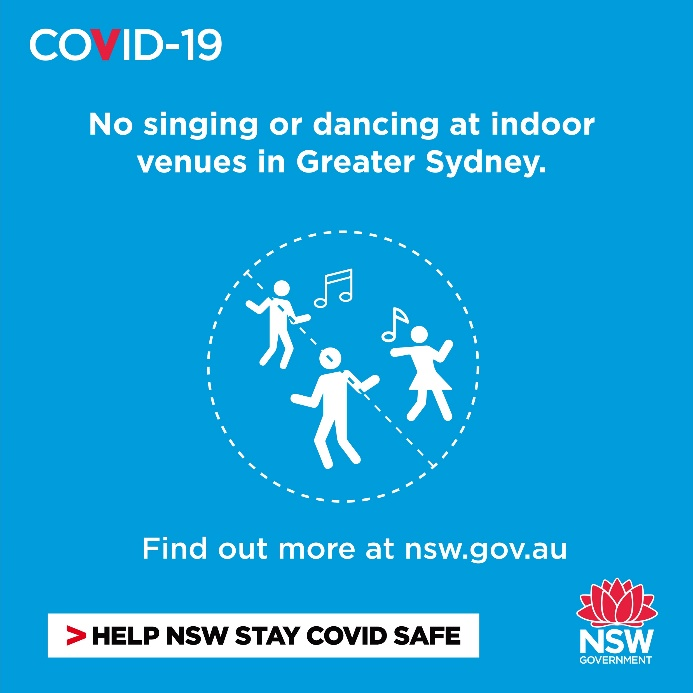 COVID-19
No singing or dancing at indoor
venues in Greater Sydney.
Find out more at nsw.gov.au
> HELP NSW STAY COVID SAFE
NSW
GOVERNMENT